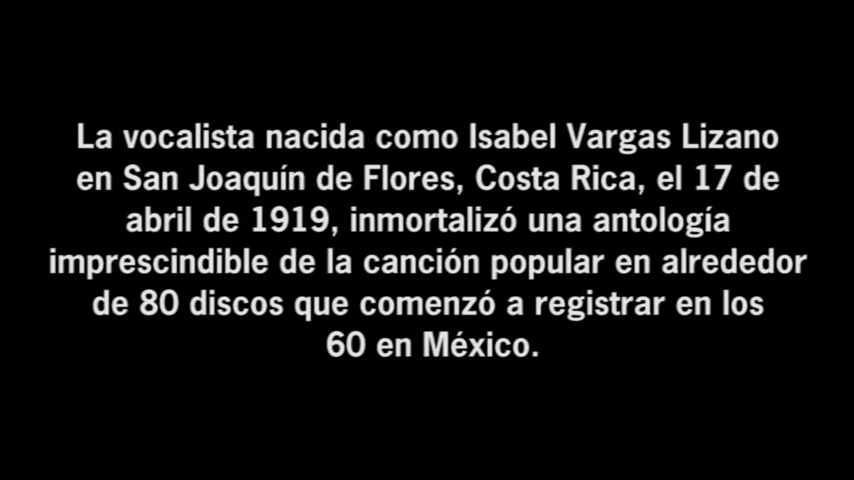 La vocalista nacida como Isabel Vargas Lizano
en San Joaquín de Flores, Costa Rica, el 17 de
abril de 1919, inmortalizó una antología
imprescindible de la canción popular en alrededor
de 80 discos que comenzó a registrar en los
60 en México.